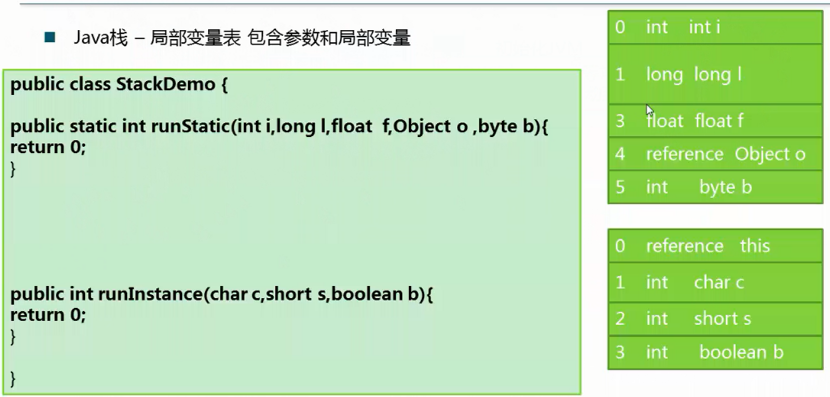 Java栈 – 局部变量表 包含参数和局部变量
public class StackDemo {
public static int runStatic(int i,long l,float  f,Object o ,byte b){
return 0;
}
public int runInstance(char c,short s,boolean b){
return 0;
}
}
0 int int i
1 long long l
3 float float f
4 reference Object o
5 int byte b
0 reference this
1 int char c
2 int short s
3 int boolean b